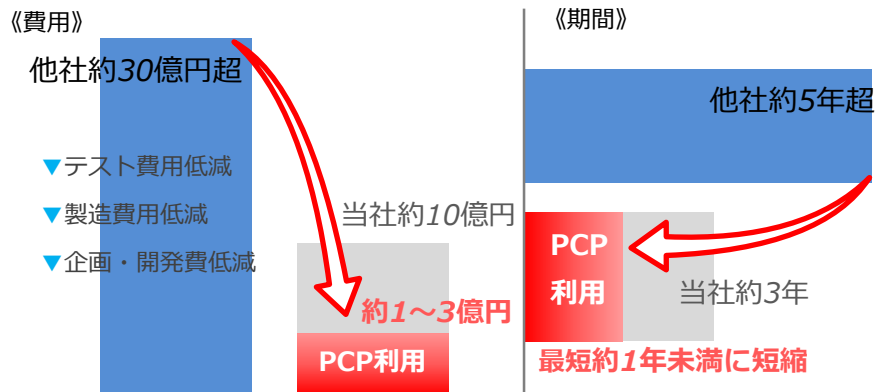 《費用》
他社約30億円超
▼テスト費用低減
▼製造費用低減
▼企画・開発費低減
当社約10億円
約1～3億円
PCP利用
《期間》
他社約5年超
PCP
利用
当社約3年
最短約1年未満に短縮